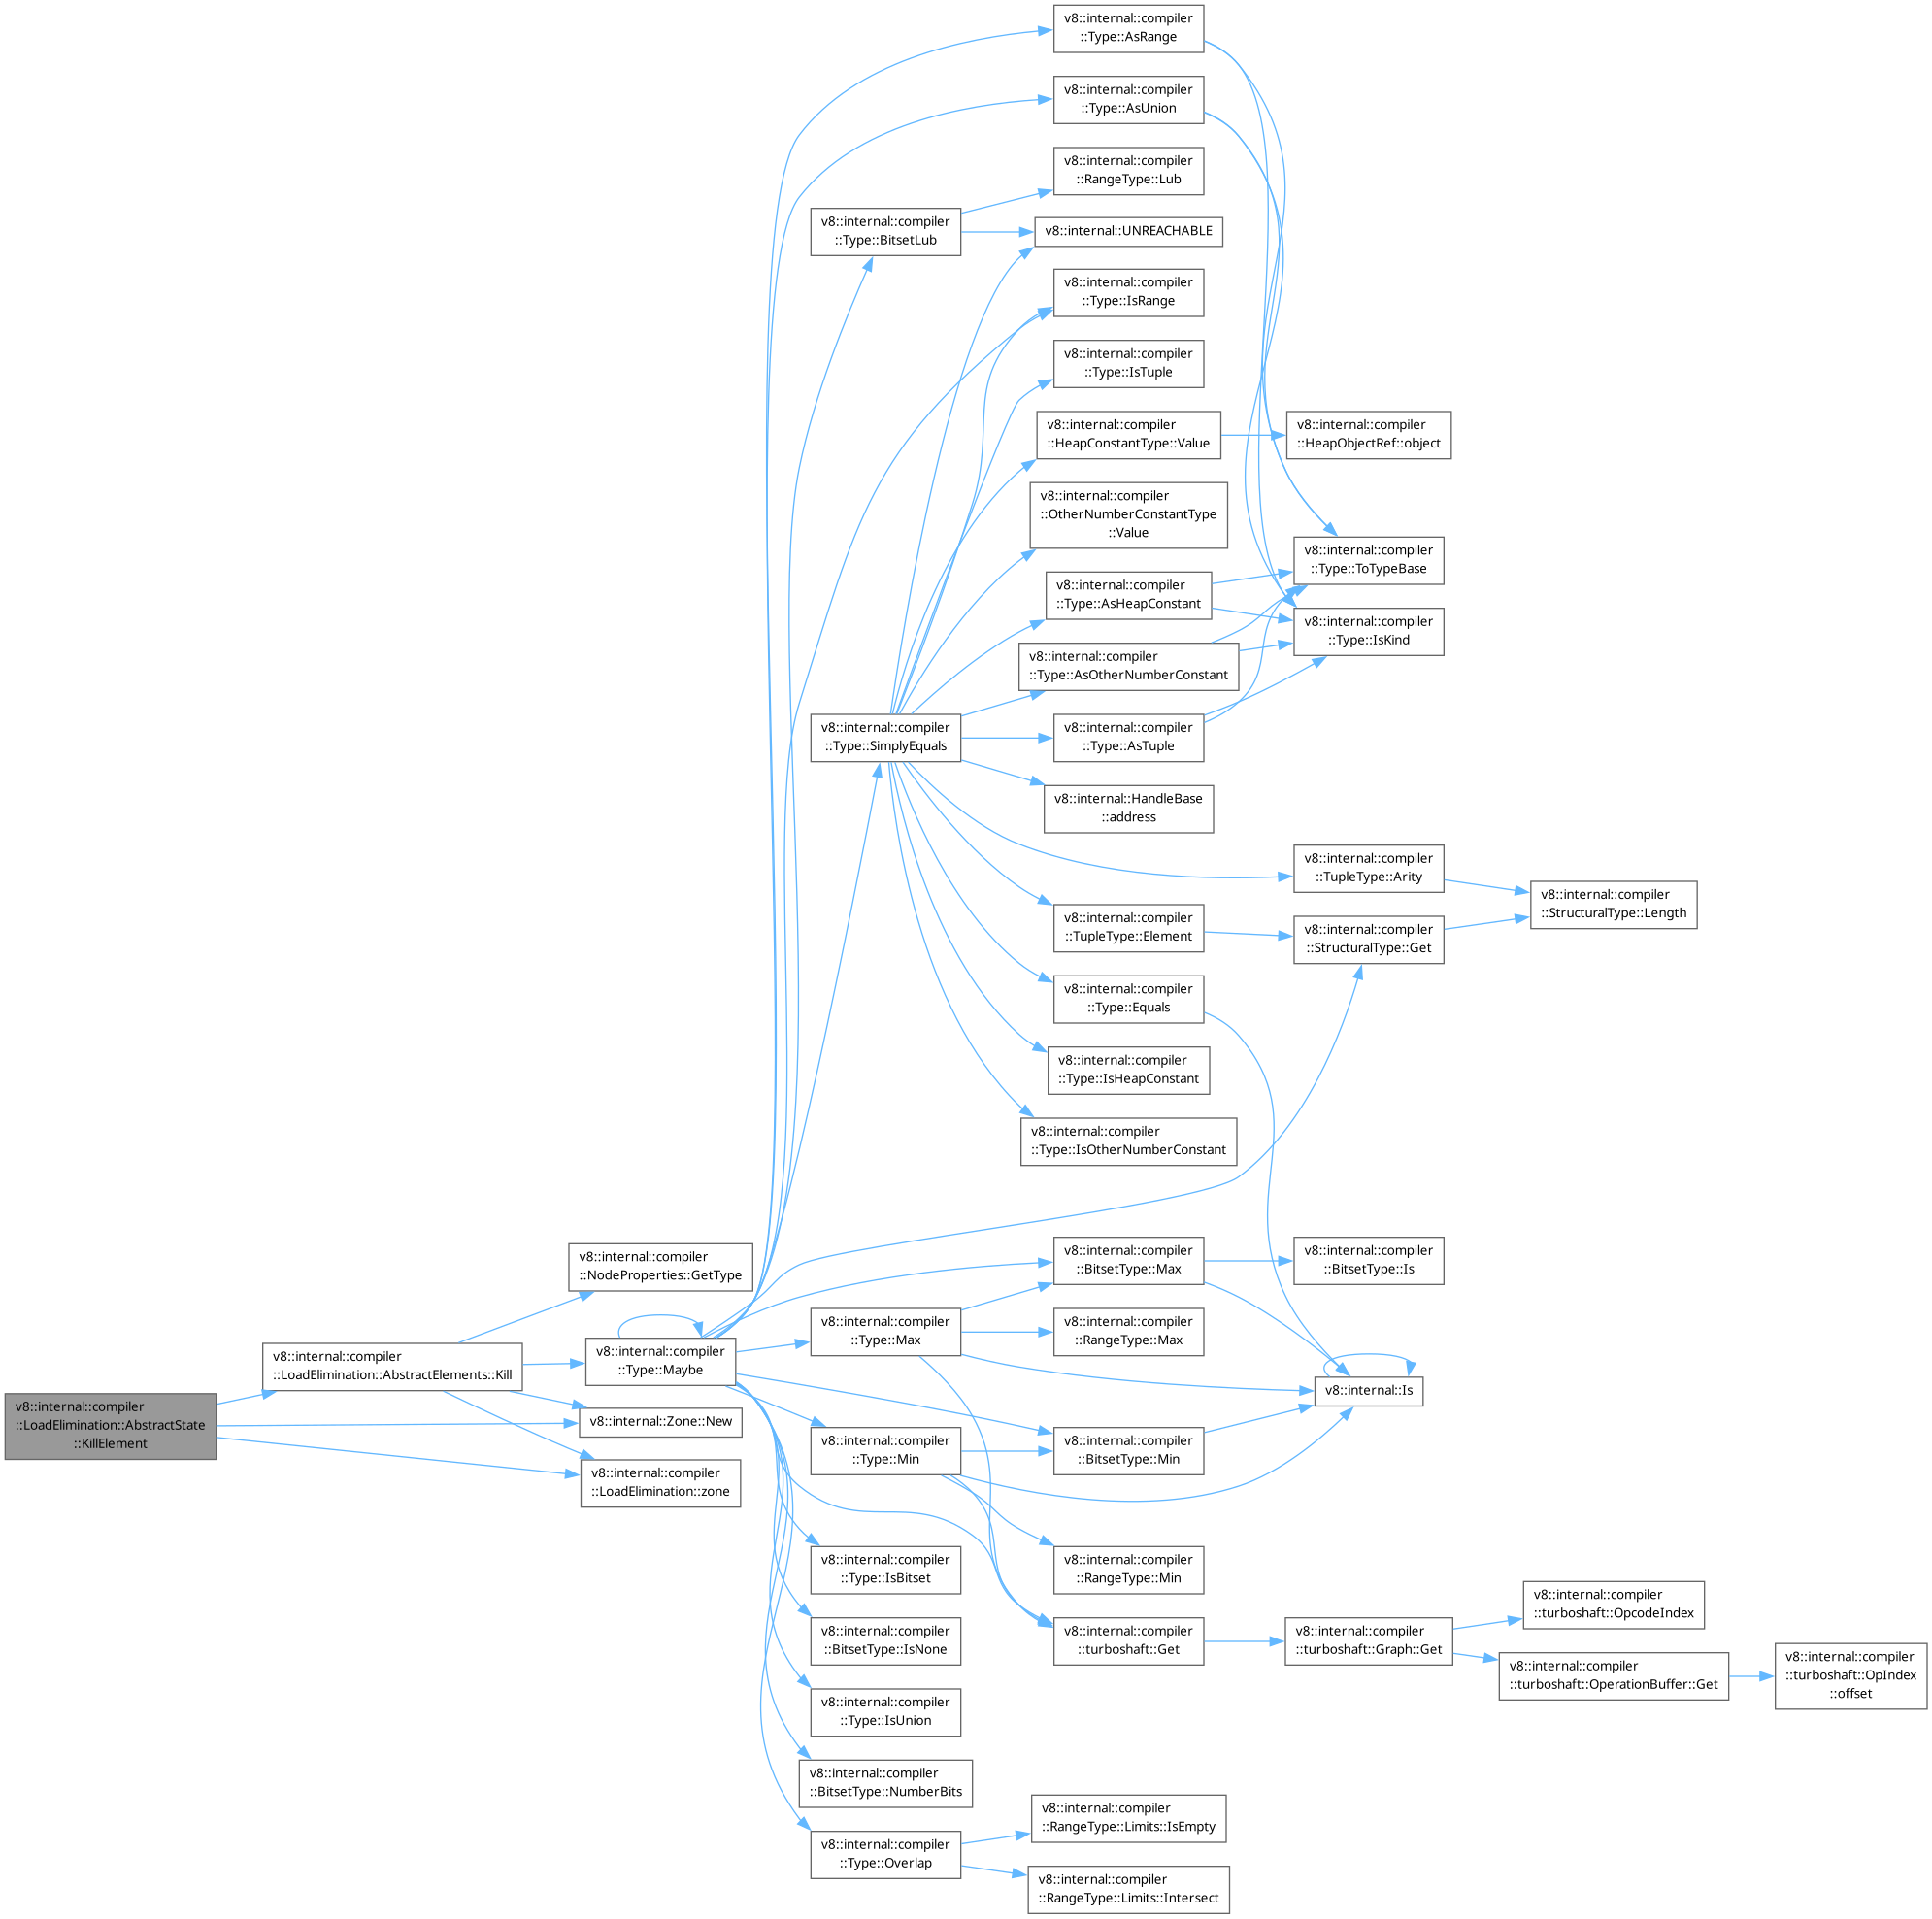 v8::internal::compiler
::LoadElimination::AbstractState
::KillElement
v8::internal::compiler
::LoadElimination::AbstractElements::Kill
v8::internal::compiler
::NodeProperties::GetType
v8::internal::compiler
::Type::Maybe
v8::internal::Zone::New
v8::internal::compiler
::LoadElimination::zone
v8::internal::compiler
::Type::BitsetLub
v8::internal::compiler
::Type::SimplyEquals
v8::internal::compiler
::Type::Max
v8::internal::compiler
::Type::Min
v8::internal::compiler
::Type::IsBitset
v8::internal::compiler
::BitsetType::IsNone
v8::internal::compiler
::Type::IsUnion
v8::internal::compiler
::BitsetType::NumberBits
v8::internal::compiler
::Type::Overlap
v8::internal::compiler
::Type::AsRange
v8::internal::compiler
::Type::AsUnion
v8::internal::compiler
::RangeType::Lub
v8::internal::UNREACHABLE
v8::internal::compiler
::Type::IsRange
v8::internal::compiler
::Type::IsTuple
v8::internal::compiler
::HeapConstantType::Value
v8::internal::compiler
::OtherNumberConstantType
::Value
v8::internal::compiler
::Type::AsHeapConstant
v8::internal::compiler
::Type::AsOtherNumberConstant
v8::internal::compiler
::Type::AsTuple
v8::internal::HandleBase
::address
v8::internal::compiler
::TupleType::Element
v8::internal::compiler
::Type::Equals
v8::internal::compiler
::Type::IsHeapConstant
v8::internal::compiler
::Type::IsOtherNumberConstant
v8::internal::compiler
::BitsetType::Max
v8::internal::compiler
::RangeType::Max
v8::internal::compiler
::BitsetType::Min
v8::internal::compiler
::RangeType::Min
v8::internal::compiler
::turboshaft::Get
v8::internal::compiler
::RangeType::Limits::IsEmpty
v8::internal::compiler
::RangeType::Limits::Intersect
v8::internal::compiler
::HeapObjectRef::object
v8::internal::compiler
::Type::ToTypeBase
v8::internal::compiler
::Type::IsKind
v8::internal::compiler
::TupleType::Arity
v8::internal::compiler
::StructuralType::Get
v8::internal::compiler
::BitsetType::Is
v8::internal::Is
v8::internal::compiler
::turboshaft::Graph::Get
v8::internal::compiler
::StructuralType::Length
v8::internal::compiler
::turboshaft::OpcodeIndex
v8::internal::compiler
::turboshaft::OperationBuffer::Get
v8::internal::compiler
::turboshaft::OpIndex
::offset